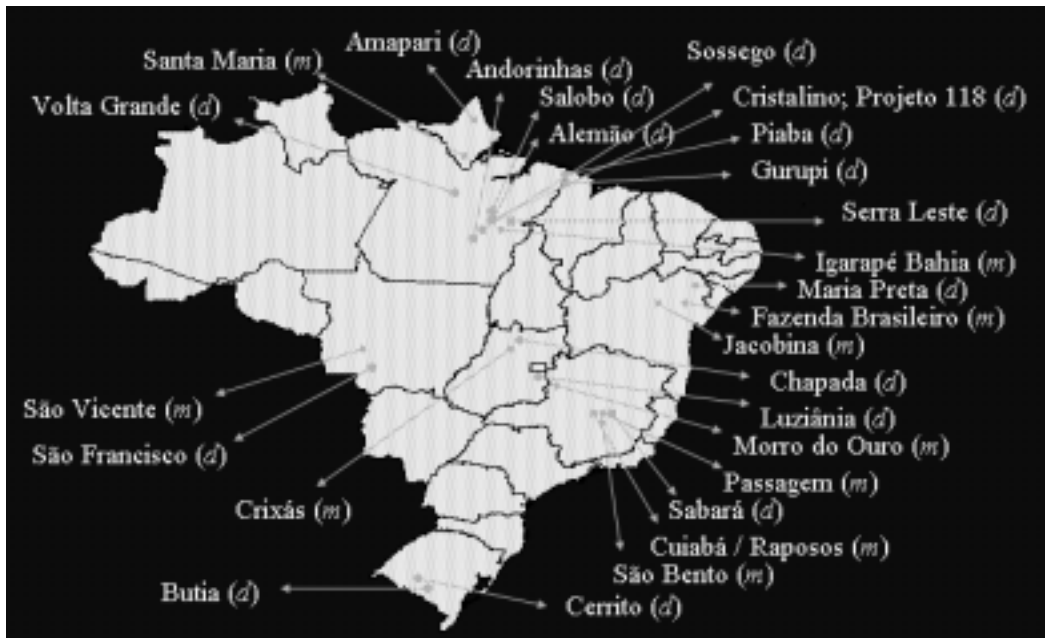 Amapari (d)
Santa Maria (m)
Andorinhas (d)
Volta Grande (d)
Salobo (d)
Alemão (d)
Sossego (d)
Cristalino; Projeto 118 (d)
Piaba (d)
Gurupi (d)
Serra Leste (d)
Igarapé Bahia (m)
Maria Preta (d)
Fazenda Brasileiro (m)
Jacobina (m)
Chapada (d)
Luziânia (d)
Morro do Ouro (m)
Passagem (m)
Sabará (d)
Cuiabá / Raposos (m)
São Bento (m)
Cerrito (d)
São Vicente (m)
São Francisco (d)
Crixás (m)
Butia (d)